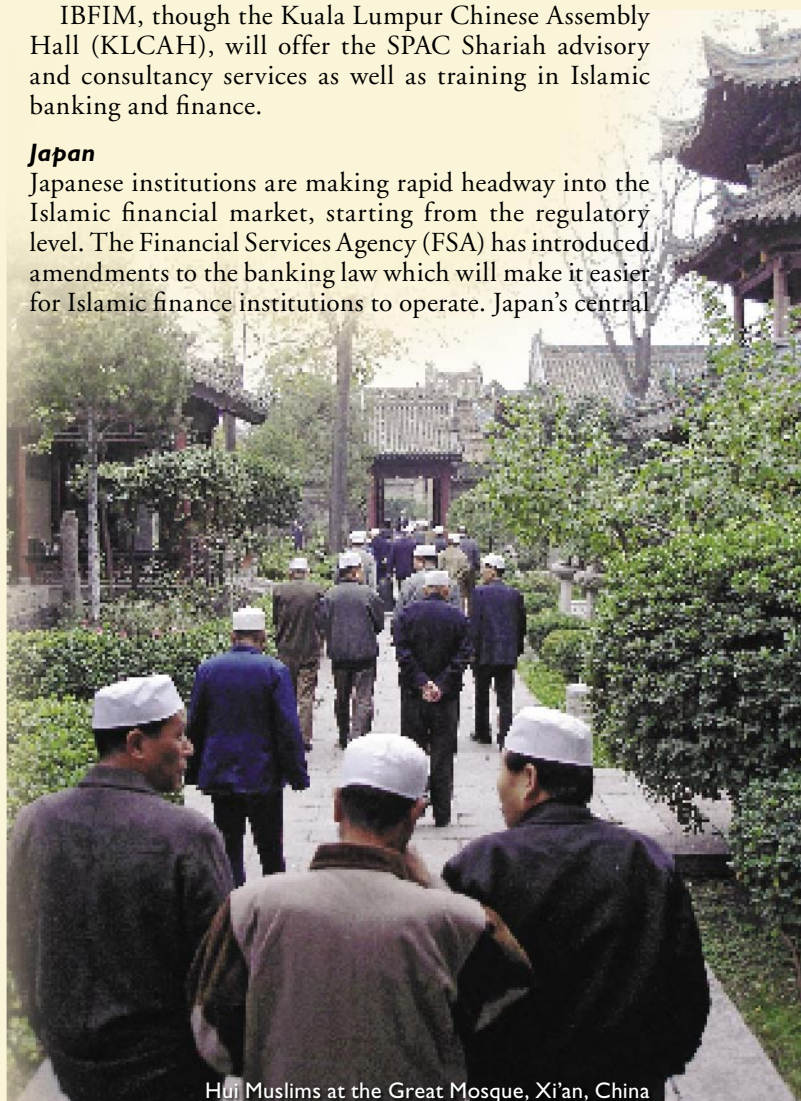 IBFIM, though the Kuala Lumpur Chinese Assembly
Hall (KLCAH), will offer the SPAC Shariah advisory
and consultancy services as well as training in Islamic
banking and finance.
Japan
Japanese institutions are making rapid headway into the
Islamic financial market, starting from the regulatory
level. The Financial Services Agency (FSA) has introduced
amendments to the banking law which will make it easier
for Islamic finance institutions to operate. Japan's central
Hui Muslims at the Great Mosque, Xi'an, China